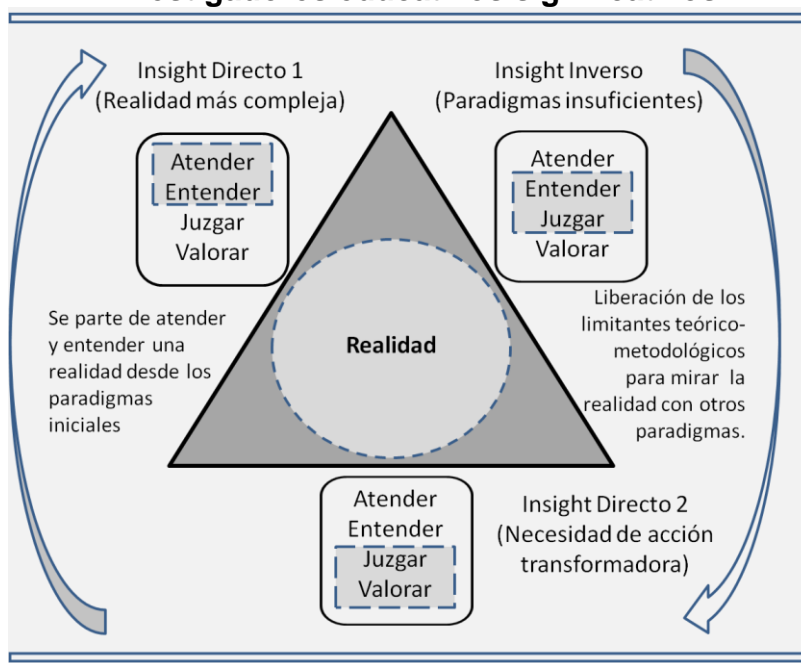 Insight Directo 1
(Realidad más compleja)
Insight Inverso
(Paradigmas insuficientes)
Atender
Entender
Juzgar
Valorar
Atender
Entender
Juzgar
Valorar
Se parte de atender
y entender una
realidad desde los
paradigmas
iniciales
Realidad
Liberación de los
limitantes teórico-
metodológicos
para mirar la
realidad con otros
paradigmas.
Atender
Entender
Juzgar
Valorar
Insight Directo 2
(Necesidad de acción
transformadora)